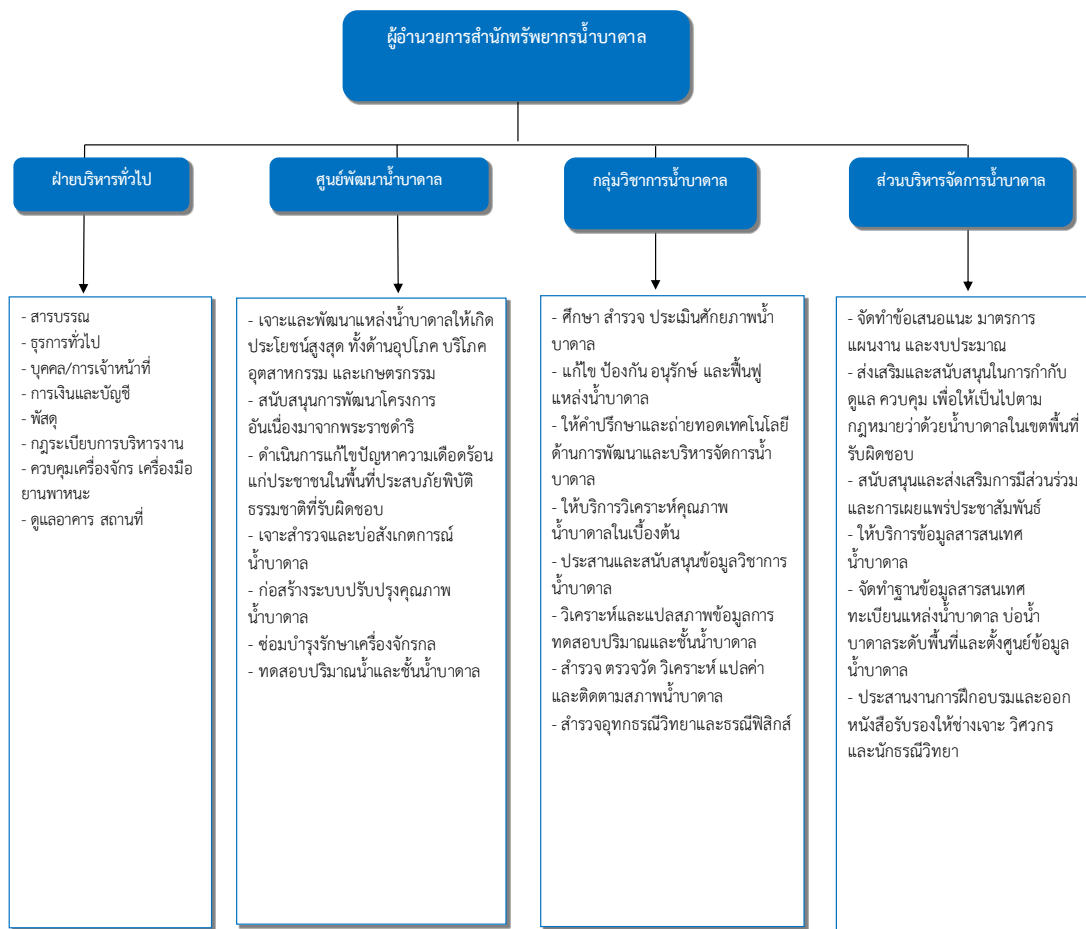 ผู้อำนวยการสำนักทรัพยากรน้ำบาดาล
ฝ่ายบริหารทั่วไป
ศูนย์พัฒนาน้ำบาดาล
กลุ่มวิชาการน้ำบาดาล
ส่วนบริหารจัดการน้ำบาดาล
- สารบรรณ
- ธุรการทั่วไป
- บุคคล/การเจ้าหน้าที่
- การเงินและบัญชี
- พัสดุ
- กฎระเบียบการบริหารงาน
- ควบคุมเครื่องจักร เครื่องมือ
ยานพาหนะ
- ดูแลอาคาร สถานที่
- เจาะและพัฒนาแหล่งน้ำบาดาลให้เกิด
ประโยชน์สูงสุด ทั้งด้านอุปโภค บริโภค
อุตสาหกรรม และเกษตรกรรม
- สนับสนุนการพัฒนาโครงการ
อันเนื่องมาจากพระราชดำริ
- ดำเนินการแก้ไขปัญหาความเดือดร้อน
แก่ประชาชนในพื้นที่ประสบภัยพิบัติ
ธรรมชาติที่รับผิดชอบ
- เจาะสำรวจและบ่อสังเกตการณ์
น้ำบาดาล
- ก่อสร้างระบบปรับปรุงคุณภาพ
น้ำบาดาล
- ซ่อมบำรุงรักษาเครื่องจักรกล
- ทดสอบปริมาณน้ำและชั้นน้ำบาดาล
- ศึกษา สำรวจ ประเมินศักยภาพน้ำ
บาดาล
- แก้ไข ป้องกัน อนุรักษ์ และฟื้นฟู
แหล่งน้ำบาดาล
- ให้คำปรึกษาและถ่ายทอดเทคโนโลยี
ด้านการพัฒนาและบริหารจัดการน้ำ
บาดาล
- ให้บริการวิเคราะห์คุณภาพ
น้ำบาดาลในเบื้องต้น
- ประสานและสนับสนุนข้อมูลวิชาการ
น้ำบาดาล
- วิเคราะห์และแปลสภาพข้อมูลการ
ทดสอบปริมาณและชั้นน้ำบาดาล
- สำรวจ ตรวจวัด วิเคราะห์ แปลค่า
และติดตามสภาพน้ำบาดาล
- สำรวจอุทกธรณีวิทยาและธรณีฟิสิกส์
- จัดทำข้อเสนอแนะ มาตรการ
แผนงาน และงบประมาณ
- ส่งเสริมและสนับสนุนในการกำกับ
ดูแล ควบคุม เพื่อให้เป็นไปตาม
กฎหมายว่าด้วยน้ำบาดาลในเขตพื้นที่
รับผิดชอบ
- สนับสนุนและส่งเสริมการมีส่วนร่วม
และการเผยแพร่ประชาสัมพันธ์
- ให้บริการข้อมูลสารสนเทศ
น้ำบาดาล
- จัดทำฐานข้อมูลสารสนเทศ
ทะเบียนแหล่งน้ำบาดาล บ่อน้ำ
บาดาลระดับพื้นที่และตั้งศูนย์ข้อมูล
น้ำบาดาล
- ประสานงานการฝึกอบรมและออก
หนังสือรับรองให้ช่างเจาะ วิศวกร
และนักธรณีวิทยา